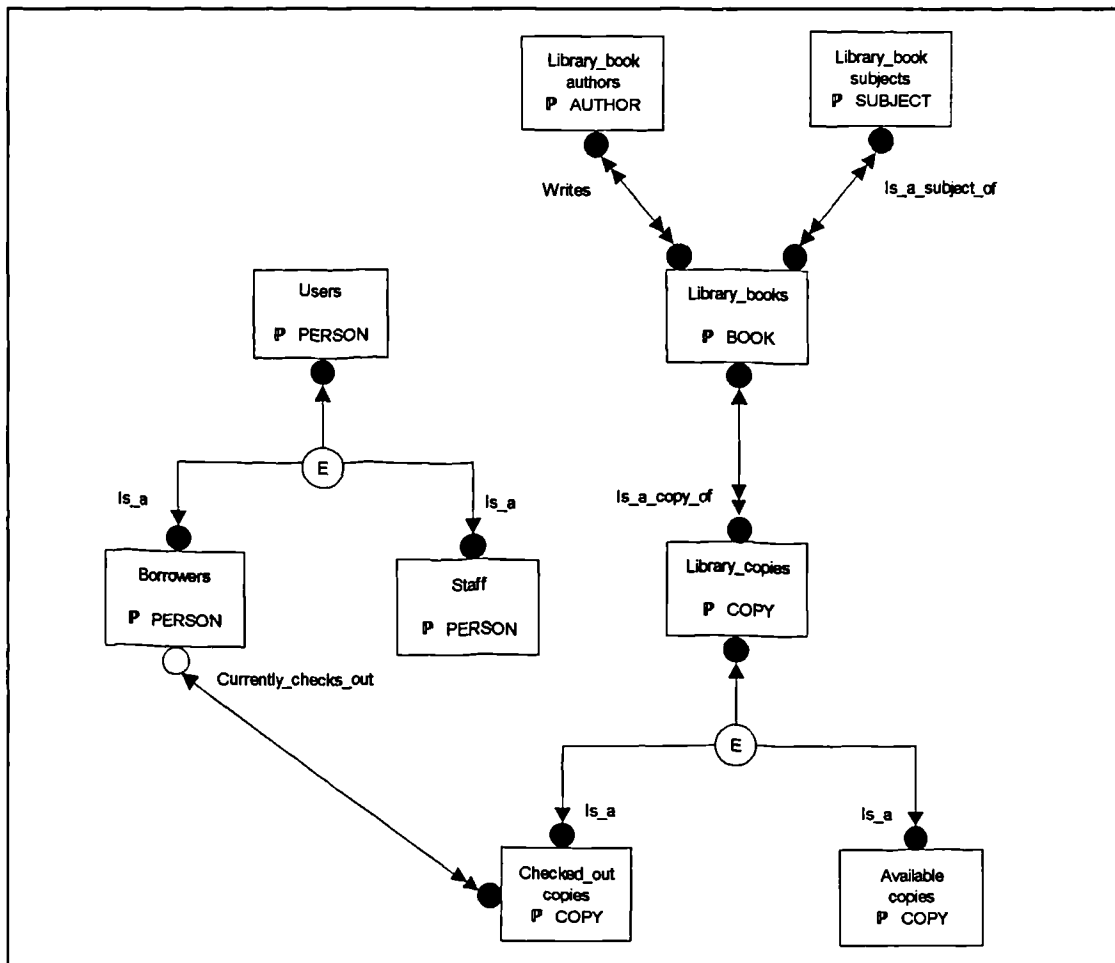 Library_book
authors
ℙ AUTHOR
Library_book
subjects
ℙ SUBJECT
Writes
Is_a_subject_of
Users
ℙ PERSON
Library_books
ℙ BOOK
E
Is_a
Is_a
Is_a_copy_of
Borrowers
ℙ PERSON
Staff
ℙ PERSON
Library_copies
ℙ COPY
Currently_checks_out
E
Is_a
Is_a
Checked_out
copies
ℙ COPY
Available
copies
ℙ COPY